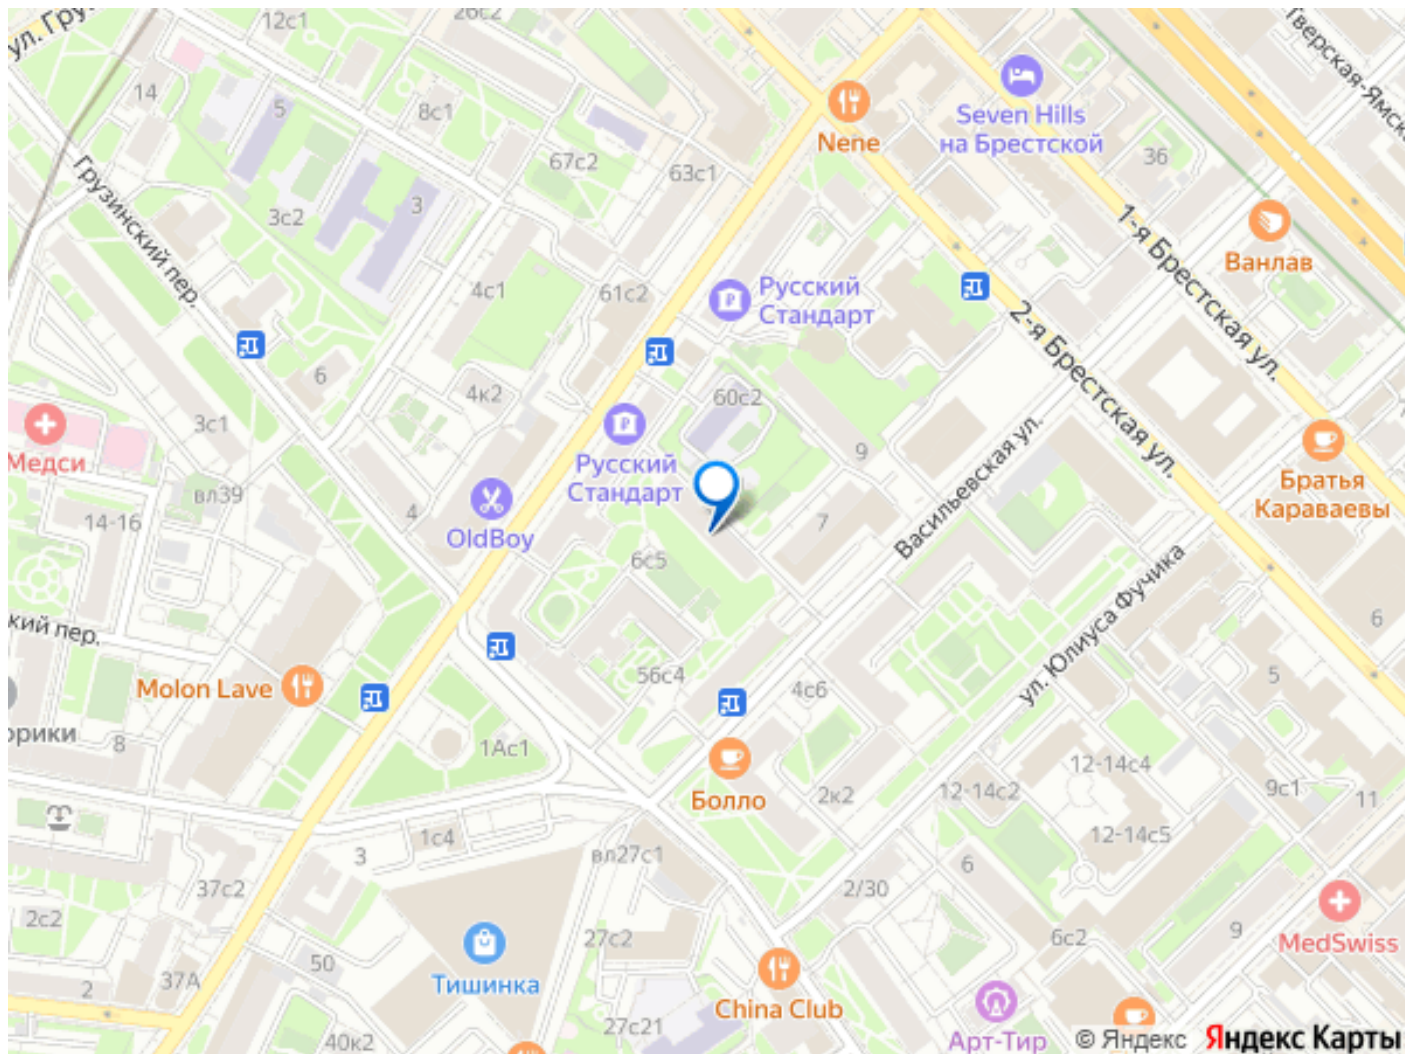 12с1
26с2
ул. Гру
Тверская-Ямск
14
5
8с1
Nene
Seven Hills
на Брестской
36
67с2
63с1
Грузинский пер.
3
3с2
1-я Брестская ул.
Ванлав
4с1
61с2
Русский
Стандарт
2-я Брестская ул.
6
4к2
60с2
3с1
Медси
Русский
Стандарт
9
Васильевская ул.
Братья
Караваевы
вл39
14-16
4
OldBoy
7
6с5
ул. Юлиуса Фучика
6
кий пер.
Molon Lave
56с4
4с6
5
орики
8
1Ас1
Болло
2к2
12-14с4
12-14с2
9с1
11
12-14с5
1с4
3
вл27с1
6
2/30
37с2
2с2
27с2
6с2
9
MedSwiss
50
37А
2
Тишинка
China Club
27с21
40к2
Арт-Тир
© Яндекс Яндекс Карты